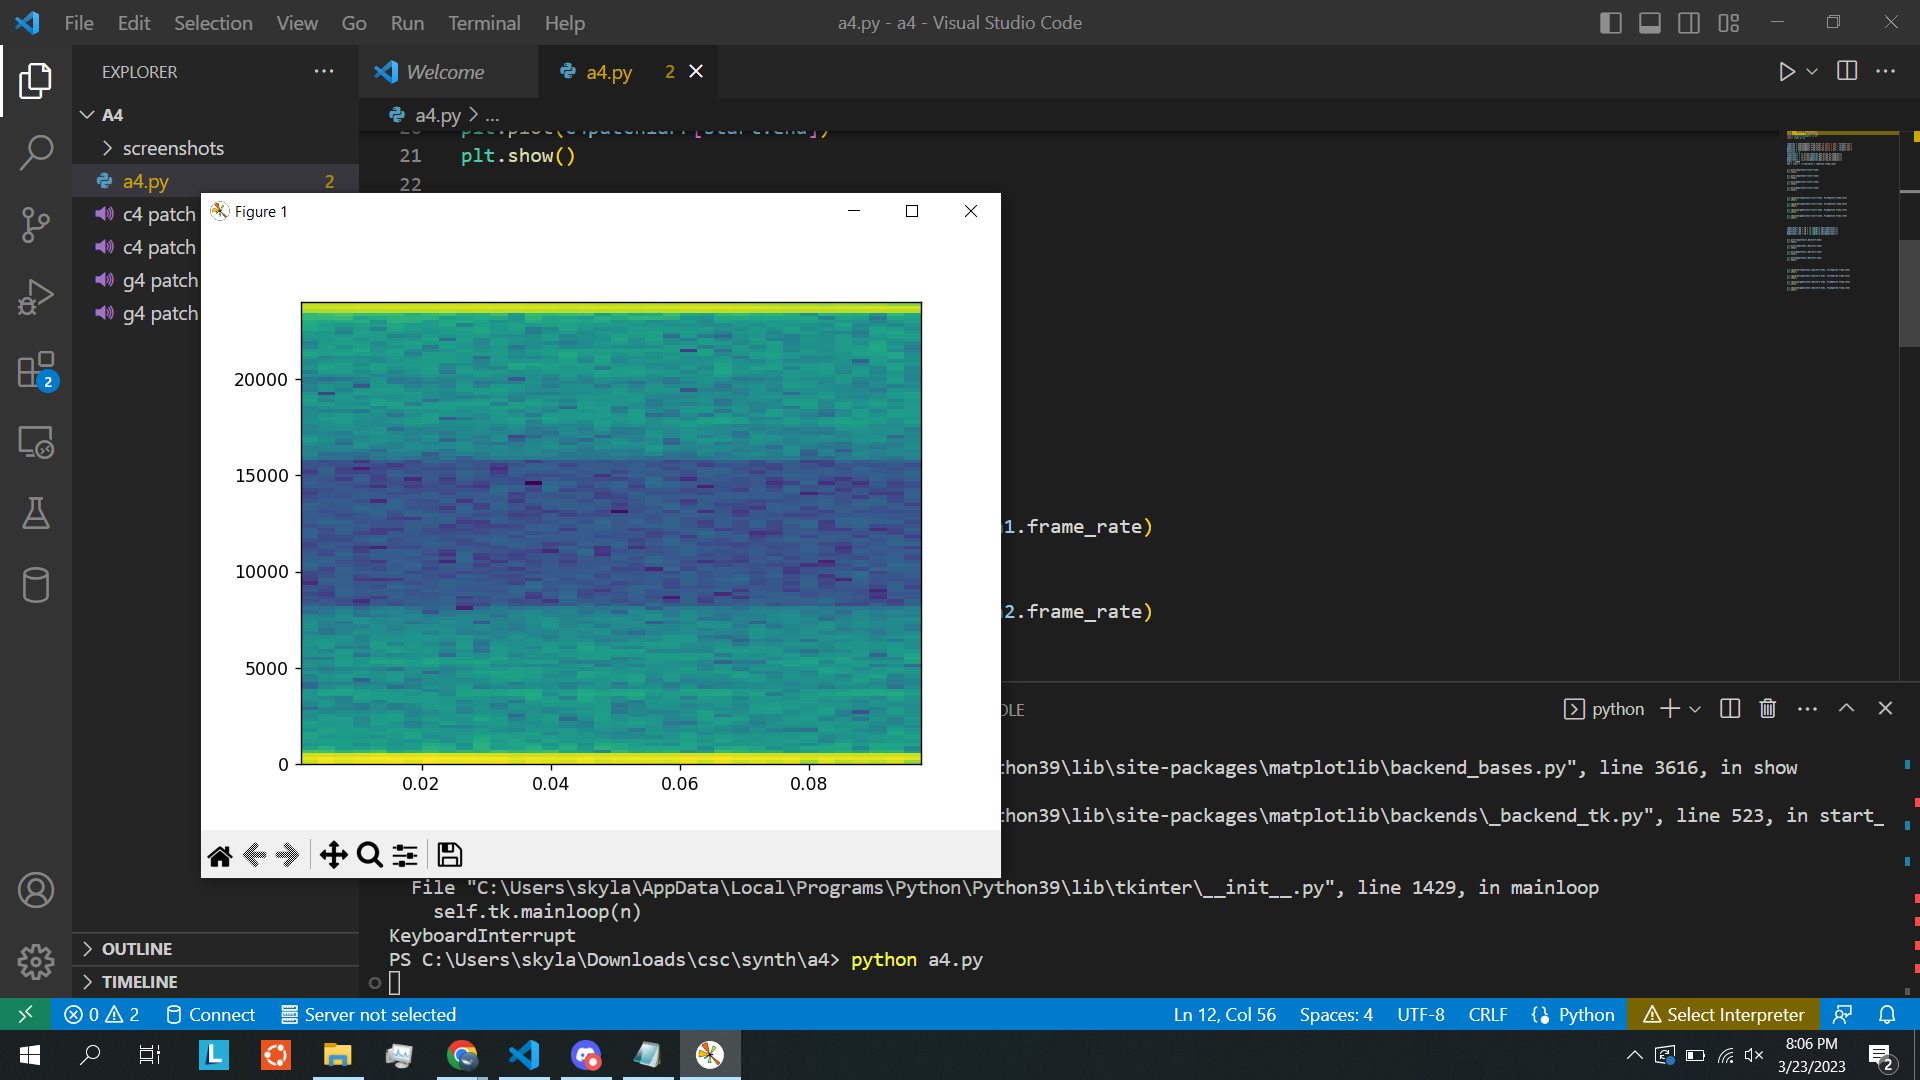 File Edit Selection View Go Run Terminal Help
a4.py - a4 - Visual Studio Code
EXPLORER
Welcome
a4.py 2
A4
a4.py > ...
screenshots
21 plt.show()
a4.py 2
22
c4 patch
c4 patch
g4 patch
g4 patch
Figure 1
20000
15000
10000
5000
0
0.02 0.04 0.06 0.08
1.frame_rate)
2.frame_rate)
OLE
python
thon39\lib\site-packages\matplotlib\backend_bases.py", line 3616, in show
thon39\lib\site-packages\matplotlib\backends\_backend_tk.py", line 523, in start_
File "C:\Users\skyla\AppData\Local\Programs\Python\Python39\lib\tkinter\__init__.py", line 1429, in mainloop
self.tk.mainloop(n)
KeyboardInterrupt
PS C:\Users\skyla\Downloads\csc\synth\a4> python a4.py
2
OUTLINE
TIMELINE
0 2 Connect Server not selected
Ln 12, Col 56 Spaces: 4 UTF-8 CRLF Python Select Interpreter
L
8:06 PM
3/23/2023
2